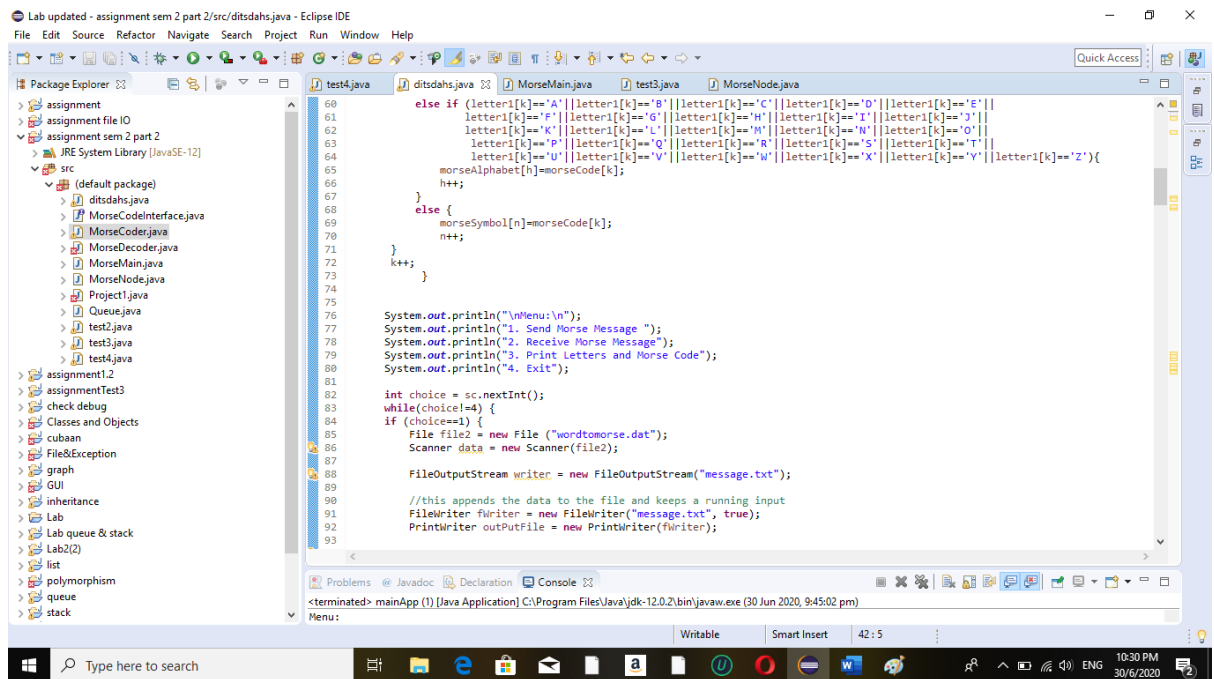 Lab updated - assignment sem 2 part 2/src/ditsdahs.java - Eclipse IDE
File Edit Source Refactor Navigate Search Project Run Window Help
Quick Access
Package Explorer
test4.java ditsdahs.java MorseMain.java test3.java MorseNode.java
assignment
assignment file IO
assignment sem 2 part 2
JRE System Library [JavaSE-12]
src
(default package)
ditsdahs.java
MorseCodeInterface.java
MorseCoder.java
MorseDecoder.java
MorseMain.java
MorseNode.java
Project1.java
Queue.java
test2.java
test3.java
test4.java
assignment1.2
assignmentTest3
check debug
Classes and Objects
cubaan
File&Exception
graph
GUI
inheritance
Lab
Lab queue & stack
Lab2(2)
list
polymorphism
queue
stack
60 else if (letter1[k]=='A'||letter1[k]=='B'||letter1[k]=='C'||letter1[k]=='D'||letter1[k]=='E'||
61 letter1[k]=='F'||letter1[k]=='G'||letter1[k]=='H'||letter1[k]=='I'||letter1[k]=='J'||
62 letter1[k]=='K'||letter1[k]=='L'||letter1[k]=='M'||letter1[k]=='N'||letter1[k]=='O'||
63 letter1[k]=='P'||letter1[k]=='Q'||letter1[k]=='R'||letter1[k]=='S'||letter1[k]=='T'||
64 letter1[k]=='U'||letter1[k]=='V'||letter1[k]=='W'||letter1[k]=='X'||letter1[k]=='Y'||letter1[k]=='Z'){
65 morseAlphabet[h]=morseCode[k];
66 h++;
67 }
68 else {
69 morseSymbol[n]=morseCode[k];
70 n++;
71 }
72 k++;
73 }
74
75
76 System.out.println("\nMenu:\n");
77 System.out.println("1. Send Morse Message ");
78 System.out.println("2. Receive Morse Message");
79 System.out.println("3. Print Letters and Morse Code");
80 System.out.println("4. Exit");
81
82 int choice = sc.nextInt();
83 while(choice!=4) {
84 if (choice==1) {
85 File file2 = new File ("wordtomorse.dat");
86 Scanner data = new Scanner(file2);
87
88 FileOutputStream writer = new FileOutputStream("message.txt");
89
90 //this appends the data to the file and keeps a running input
91 FileWriter fWriter = new FileWriter("message.txt", true);
92 PrintWriter outPutFile = new PrintWriter(fWriter);
93
Problems Javadoc Declaration Console
<terminated> mainApp (1) [Java Application] C:\Program Files\Java\jdk-12.0.2\bin\javaw.exe (30 Jun 2020, 9:45:02 pm)
Menu:
Writable Smart Insert 42 : 5
Type here to search
ENG
10:30 PM
30/6/2020
2